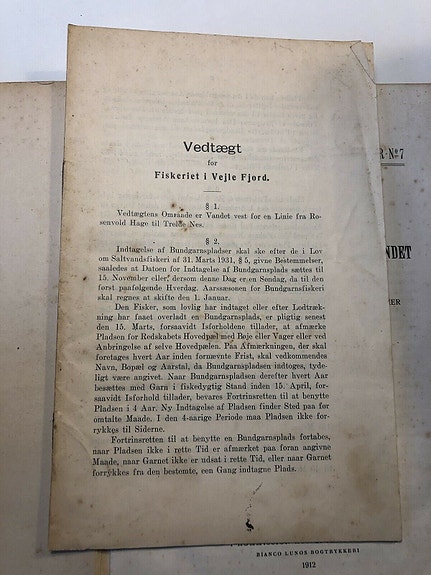 Vedtægt
for
Fiskeriet i Vejle Fjord.
§ 1.
Vedtægtens Omraade er Vandet vest for en Linie fra Ro-
senvold Hage til Trelde Nes.
§ 2.
Indtagelse af Bundgarnspladser skal ske efter de i Lov
om Saltvandsfiskeri af 31. Marts 1931, § 5, givne Bestemmelser,
saaledes at Datoen for Indtagelse af Bundgarnsplads sættes til
15. November eller, dersom denne Dag er en Søndag, da til den
først paafølgende Hverdag. Aarssæsonen for Bundgarnsfiskeri
skal regnes at skifte den 1. Januar.
Den Fisker, som lovlig har indtaget eller efter Lodtræk-
ning har faaet overladt en Bundgarnsplads, er pligtig senest
den 15. Marts, forsaavidt Isforholdene tillader, at afmærke
Pladsen for Redskabets Hovedpæl med Bøje eller Vager eller ved
Anbringelse af selve Hovedpælen. Paa Afmærkningen, der skal
foretages hvert Aar inden fornævnte Frist, skal vedkommendes
Navn, Bopæl og Aarstal, da Bundgarnspladsen indtoges, tyde-
ligt være angivet. Naar Bundgarnspladsen derefter hvert Aar
besættes med Garn i fiskedygtig Stand inden 15. April, for-
saavidt Isforhold tillader, bevares Fortrinsretten til at benytte
Pladsen i 4 Aar. Ny Indtagelse af Pladsen finder Sted paa for
omtalte Maade. I den 4-aarige Periode maa Pladsen ikke for-
rykkes til Siderne.
Fortrinsretten til at benytte en Bundgarnsplads fortabes,
naar Pladsen ikke i rette Tid er afmærket paa foran angivne
Maade, naar Garnet ikke er udsat i rette Tid, eller naar Garnet
forrykkes fra den bestemte, een Gang indtagne Plads.
R. Nº 7
NDET
ER
BIANCO LUNOS BOGTRYKKERI
1912